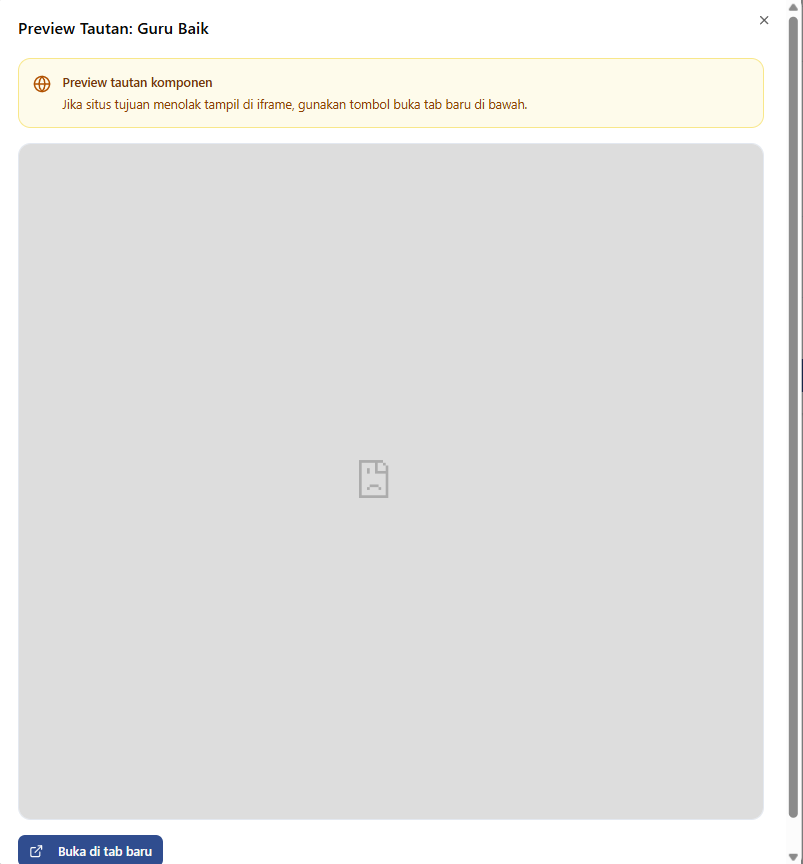 Preview Tautan: Guru Baik
Preview tautan komponen
Jika situs tujuan menolak tampil di iframe, gunakan tombol buka tab baru di bawah.
Buka di tab baru